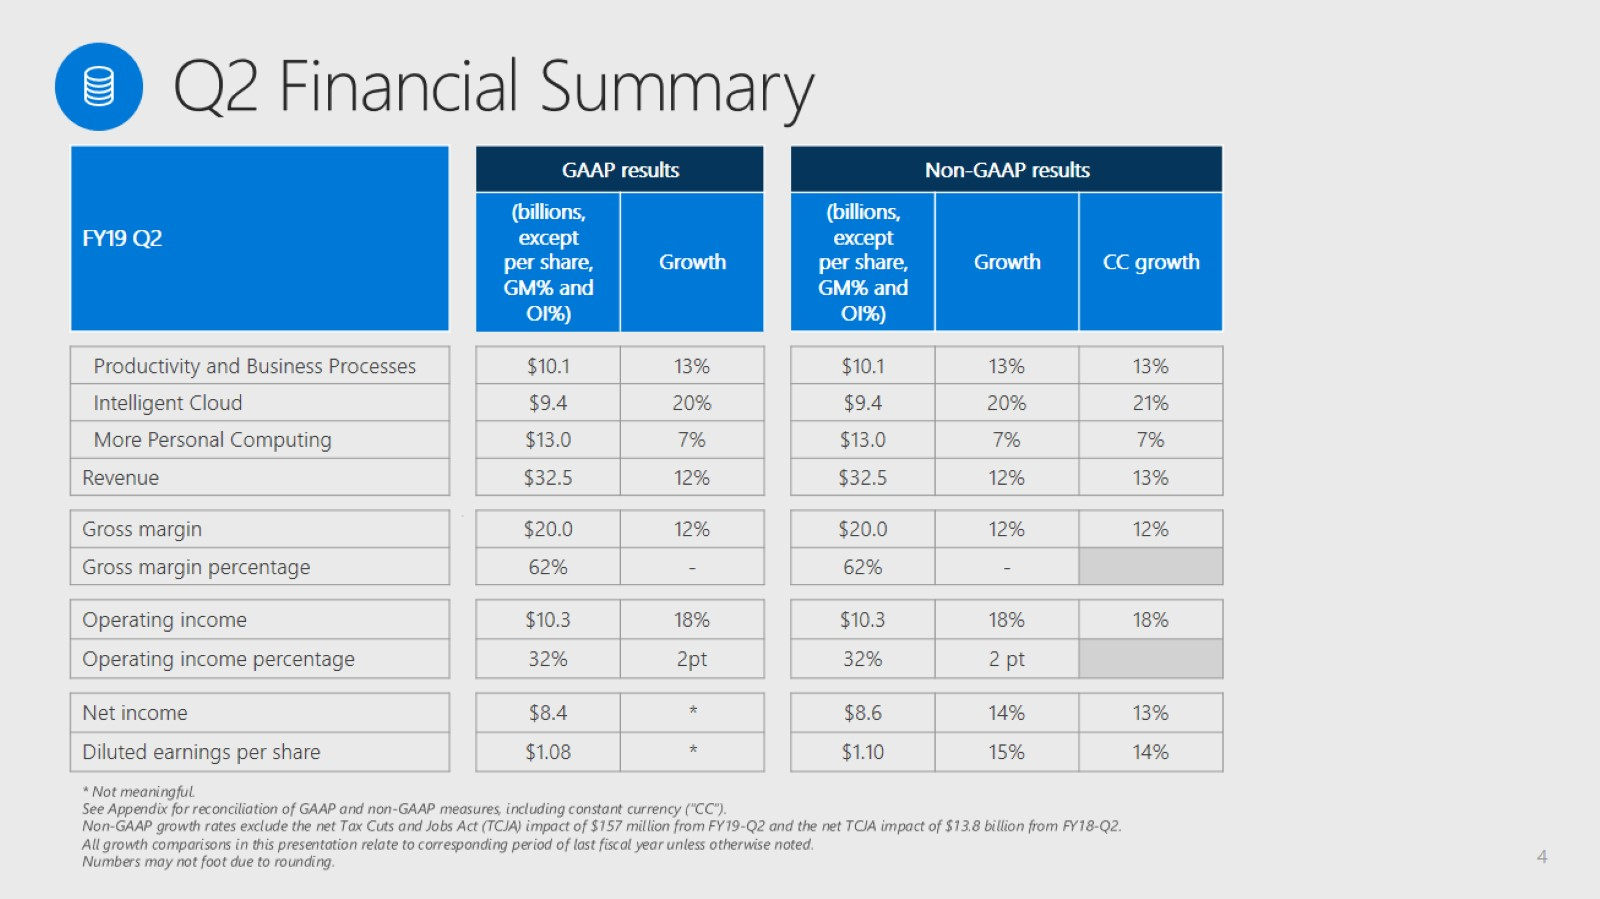 Q2 Financial Summary
FY19 Q2
GAAP results
Non-GAAP results
(billions,
except
per share,
GM% and
OI%)
Growth
(billions,
except
per share,
GM% and
OI%)
Growth
CC growth
Productivity and Business Processes $10.1 13% $10.1 13% 13%
Intelligent Cloud $9.4 20% $9.4 20% 21%
More Personal Computing $13.0 7% $13.0 7% 7%
Revenue $32.5 12% $32.5 12% 13%
Gross margin $20.0 12% $20.0 12% 12%
Gross margin percentage 62% - 62% -
Operating income $10.3 18% $10.3 18% 18%
Operating income percentage 32% 2pt 32% 2 pt
Net income $8.4 * $8.6 14% 13%
Diluted earnings per share $1.08 * $1.10 15% 14%
* Not meaningful.
See Appendix for reconciliation of GAAP and non-GAAP measures, including constant currency ("CC").
Non-GAAP growth rates exclude the net Tax Cuts and Jobs Act (TCJA) impact of $157 million from FY19-Q2 and the net TCJA impact of $13.8 billion from FY18-Q2.
All growth comparisons in this presentation relate to corresponding period of last fiscal year unless otherwise noted.
Numbers may not foot due to rounding.
4